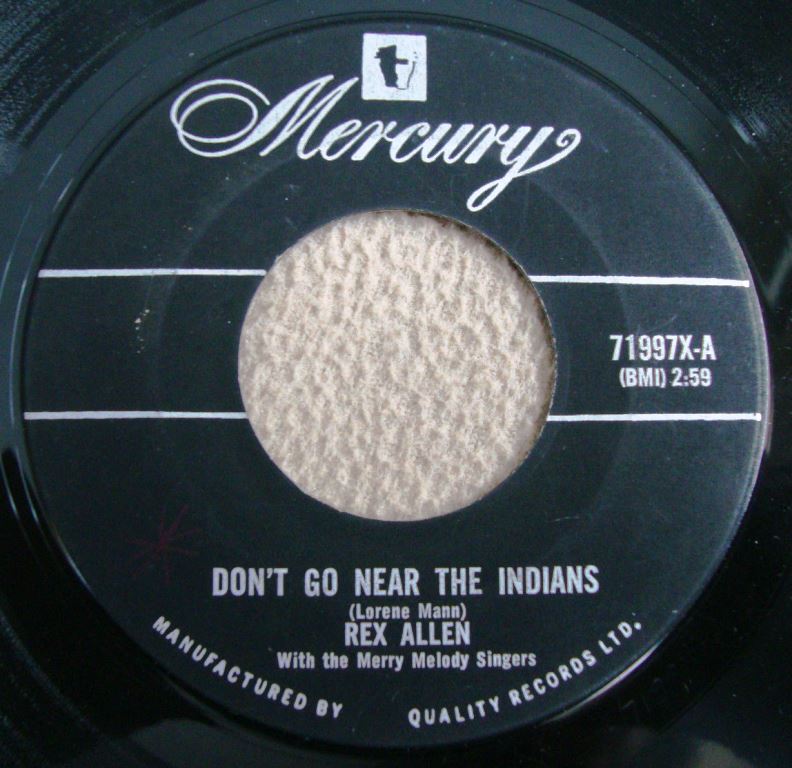 Mercury
71997X-A
(BMI) 2:59
DON'T GO NEAR THE INDIANS
(Lorene Mann)
REX ALLEN
With the Merry Melody Singers
MANUFACTURED BY QUALITY RECORDS LTD.